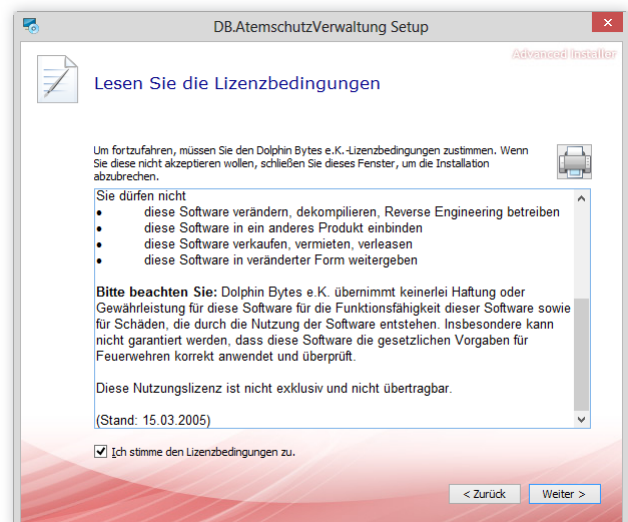 DB.AtemschutzVerwaltung Setup
Advanced Installer
Lesen Sie die Lizenzbedingungen
Um fortzufahren, müssen Sie den Dolphin Bytes e.K.-Lizenzbedingungen zustimmen. Wenn
Sie diese nicht akzeptieren wollen, schließen Sie dieses Fenster, um die Installation
abzubrechen.
Sie dürfen nicht
• diese Software verändern, dekompilieren, Reverse Engineering betreiben
• diese Software in ein anderes Produkt einbinden
• diese Software verkaufen, vermieten, verleasen
• diese Software in veränderter Form weitergeben
Bitte beachten Sie: Dolphin Bytes e.K. übernimmt keinerlei Haftung oder
Gewährleistung für diese Software für die Funktionsfähigkeit dieser Software sowie
für Schäden, die durch die Nutzung der Software entstehen. Insbesondere kann
nicht garantiert werden, dass diese Software die gesetzlichen Vorgaben für
Feuerwehren korrekt anwendet und überprüft.
Diese Nutzungslizenz ist nicht exklusiv und nicht übertragbar.
(Stand: 15.03.2005)
Ich stimme den Lizenzbedingungen zu.
< Zurück
Weiter >